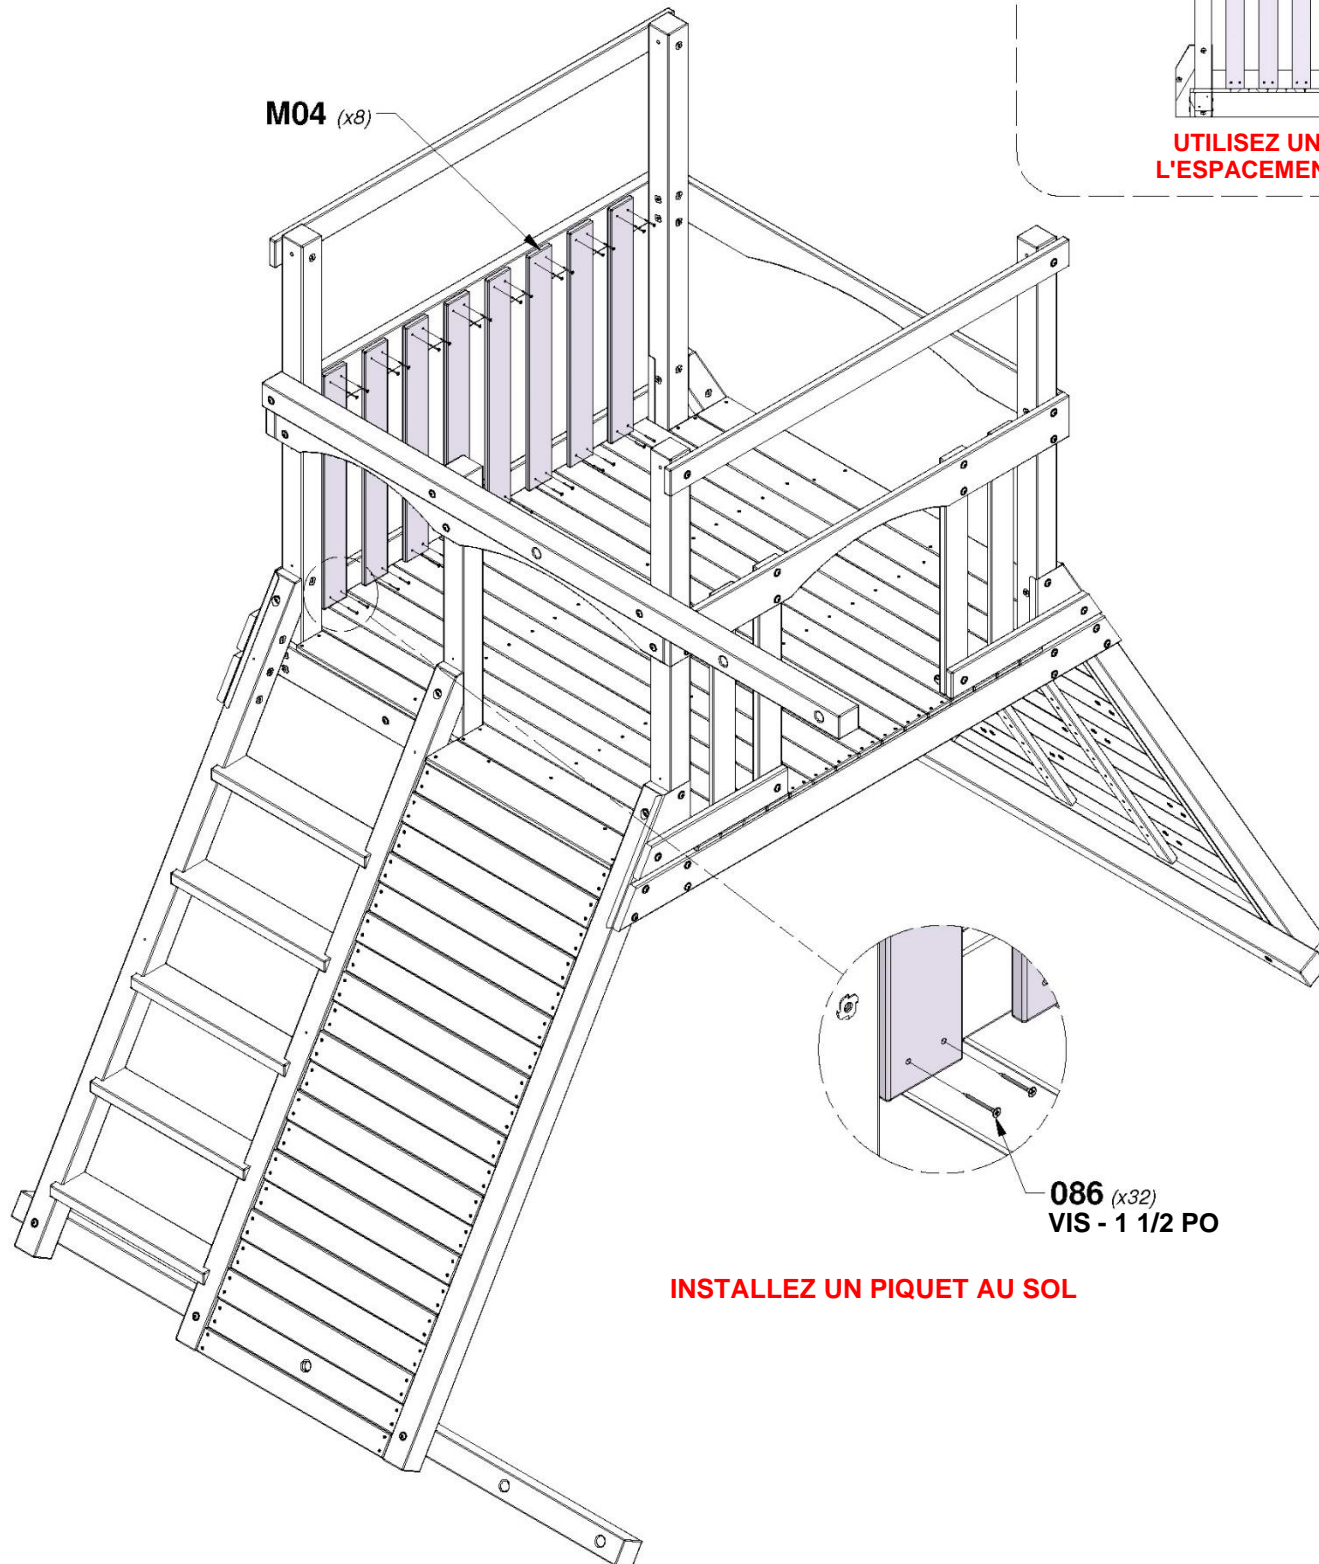 M04 (x8)
UTILISEZ UN
L'ESPACEMEN
086 (x32)
VIS - 1 1/2 PO
INSTALLEZ UN PIQUET AU SOL